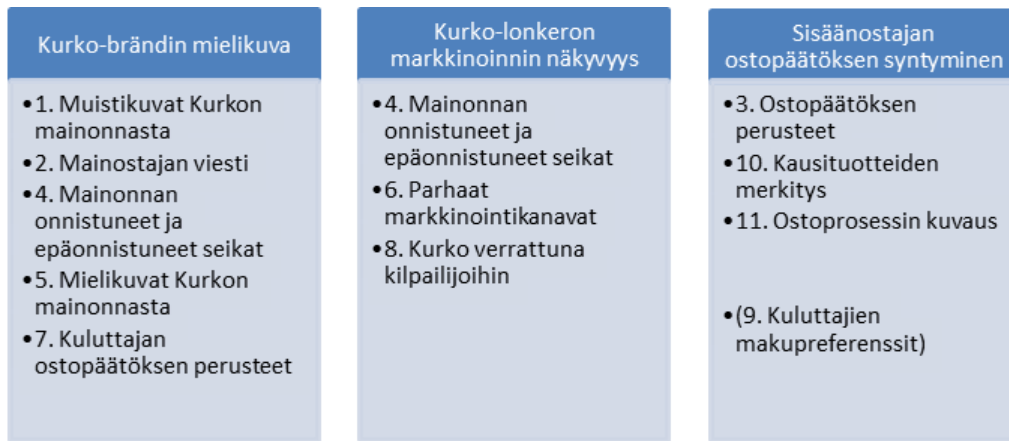 Kurko-brändin mielikuva
•1. Muistikuvat Kurkon
mainonnasta
•2. Mainostajan viesti
•4. Mainonnan
onnistuneet ja
epäonnistuneet seikat
•5. Mielikuvat Kurkon
mainonnasta
•7. Kuluttajan
ostopäätöksen perusteet
Kurko-lonkeron
markkinoinnin näkyvyys
•4. Mainonnan
onnistuneet ja
epäonnistuneet seikat
•6. Parhaat
markkinointikanavat
•8. Kurko verrattuna
kilpailijoihin
Sisäänostajan
ostopäätöksen syntyminen
•3. Ostopäätöksen
perusteet
•10. Kausituotteiden
merkitys
•11. Ostoprosessin kuvaus
•(9. Kuluttajien
makupreferenssit)